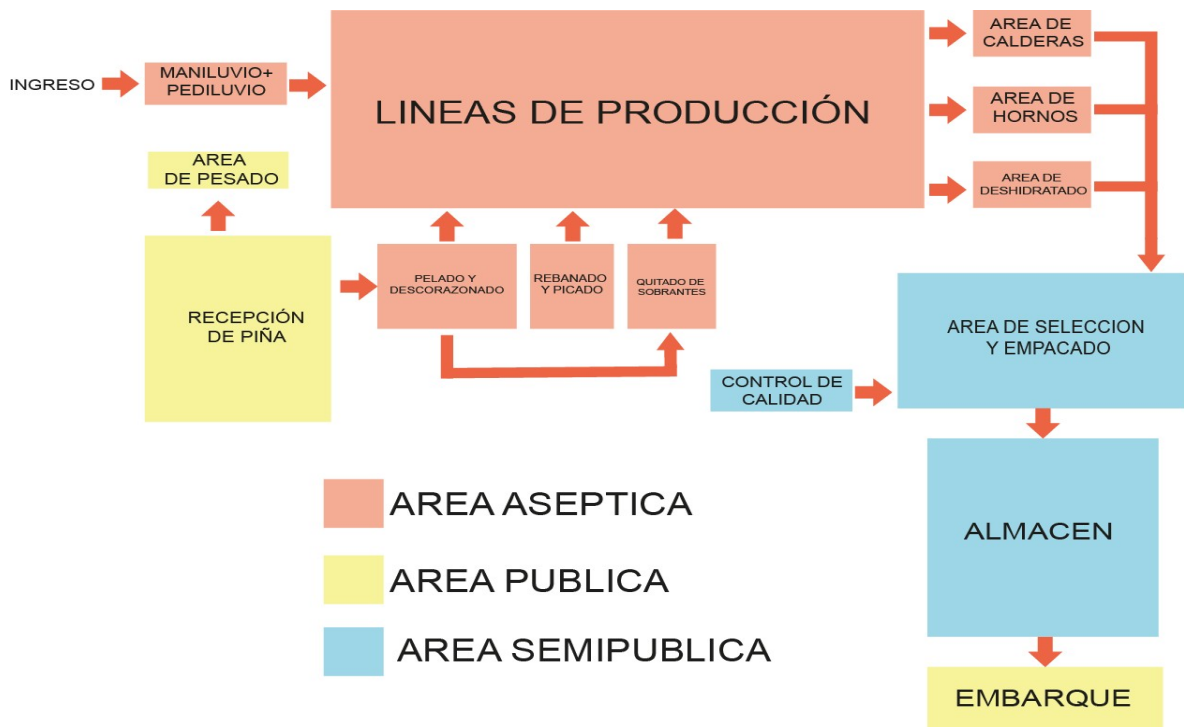 INGRESO
MANILUVIO+
PEDILUVIO
LINEAS DE PRODUCCIÓN
AREA DE
CALDERAS
AREA DE
HORNOS
AREA DE
DESHIDRATADO
AREA
DE PESADO
RECEPCIÓN
DE PIÑA
PELADO Y
DESCORAZONADO
REBANADO
Y PICADO
QUITADO DE
SOBRANTES
AREA DE SELECCION
Y EMPACADO
CONTROL DE
CALIDAD
ALMACEN
EMBARQUE
AREA ASEPTICA
AREA PUBLICA
AREA SEMIPUBLICA